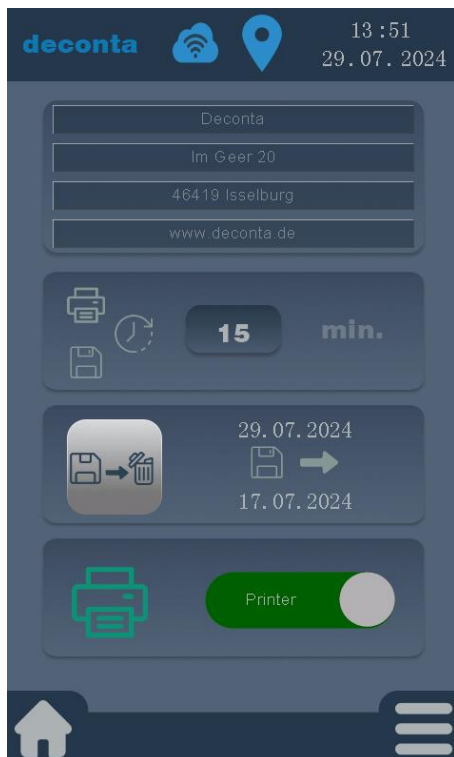 deconta
13:51
29.07.2024
Deconta
Im Geer 20
46419 Isselburg
www.deconta.de
15 min.
29.07.2024
17.07.2024
Printer